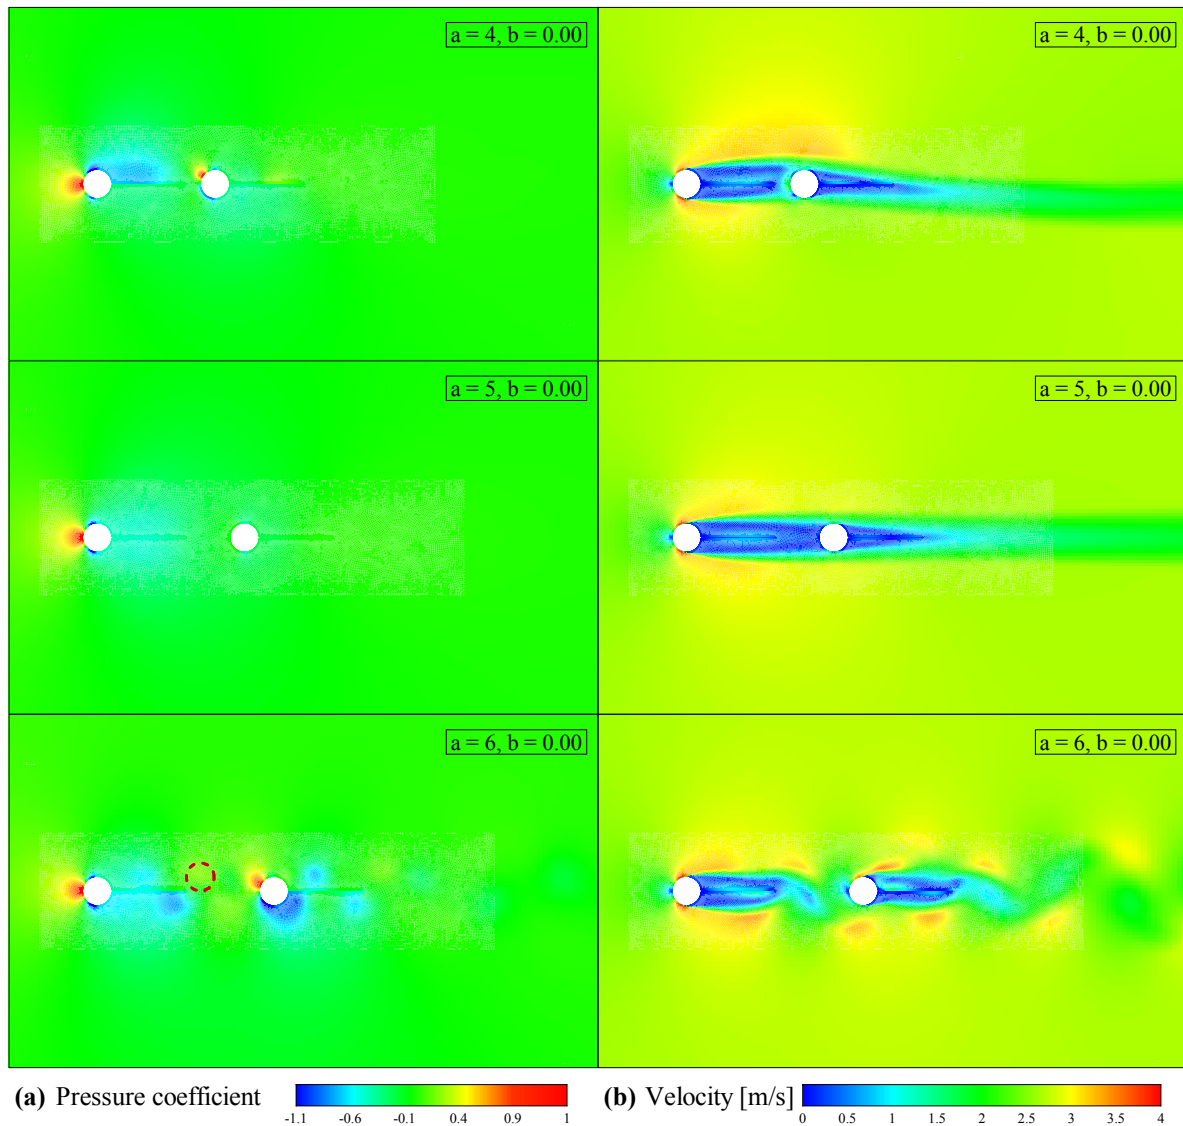 a = 4, b = 0.00
a = 4, b = 0.00
a = 5, b = 0.00
a = 5, b = 0.00
a = 6, b = 0.00
a = 6, b = 0.00
(a) Pressure coefficient
-1.1 -0.6 -0.1 0.4 0.9 1
(b) Velocity [m/s]
0 0.5 1 1.5 2 2.5 3 3.5 4